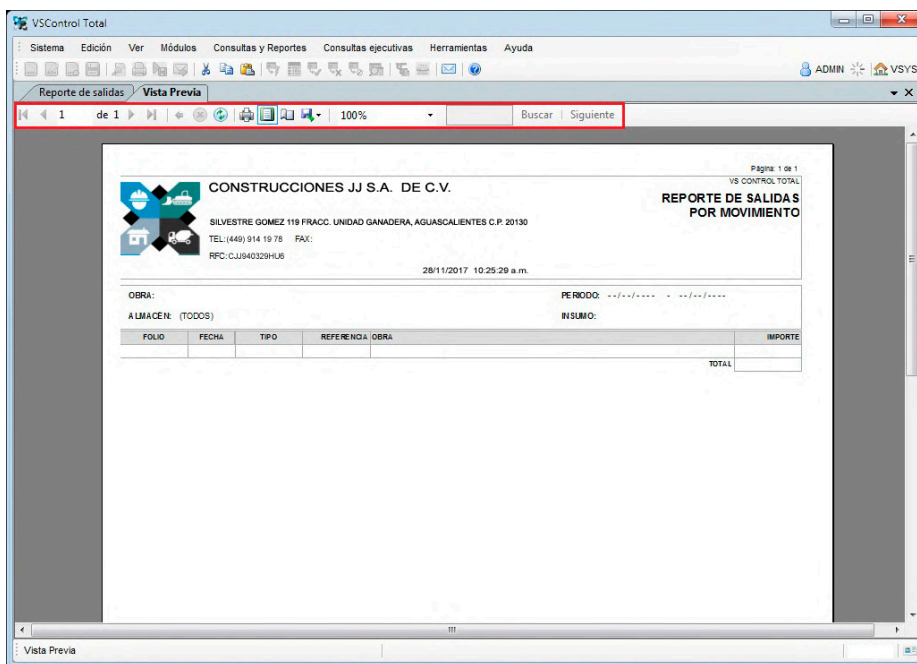 VSControl Total
Sistema Edición Ver Módulos Consultas y Reportes Consultas ejecutivas Herramientas Ayuda
ADMIN VSYS
Reporte de salidas Vista Previa
1 de 1 100% Buscar Siguiente
Página: 1 de 1
VS CONTROL TOTAL
CONSTRUCCIONES JJ S.A. DE C.V.
REPORTE DE SALIDAS
POR MOVIMIENTO
SILVESTRE GOMEZ 119 FRACC. UNIDAD GANADERA, AGUASCALIENTES C.P. 20130
TEL:(449) 914 19 78 FAX:
RFC:CJJ940329HU6
28/11/2017 10:25:29 a.m.
OBRA: PERIODO: --/--/---- - --/--/----
ALMACÉN: (TODOS) INSUMO:
FOLIO FECHA TIPO REFERENCIA OBRA IMPORTE
TOTAL
Vista Previa